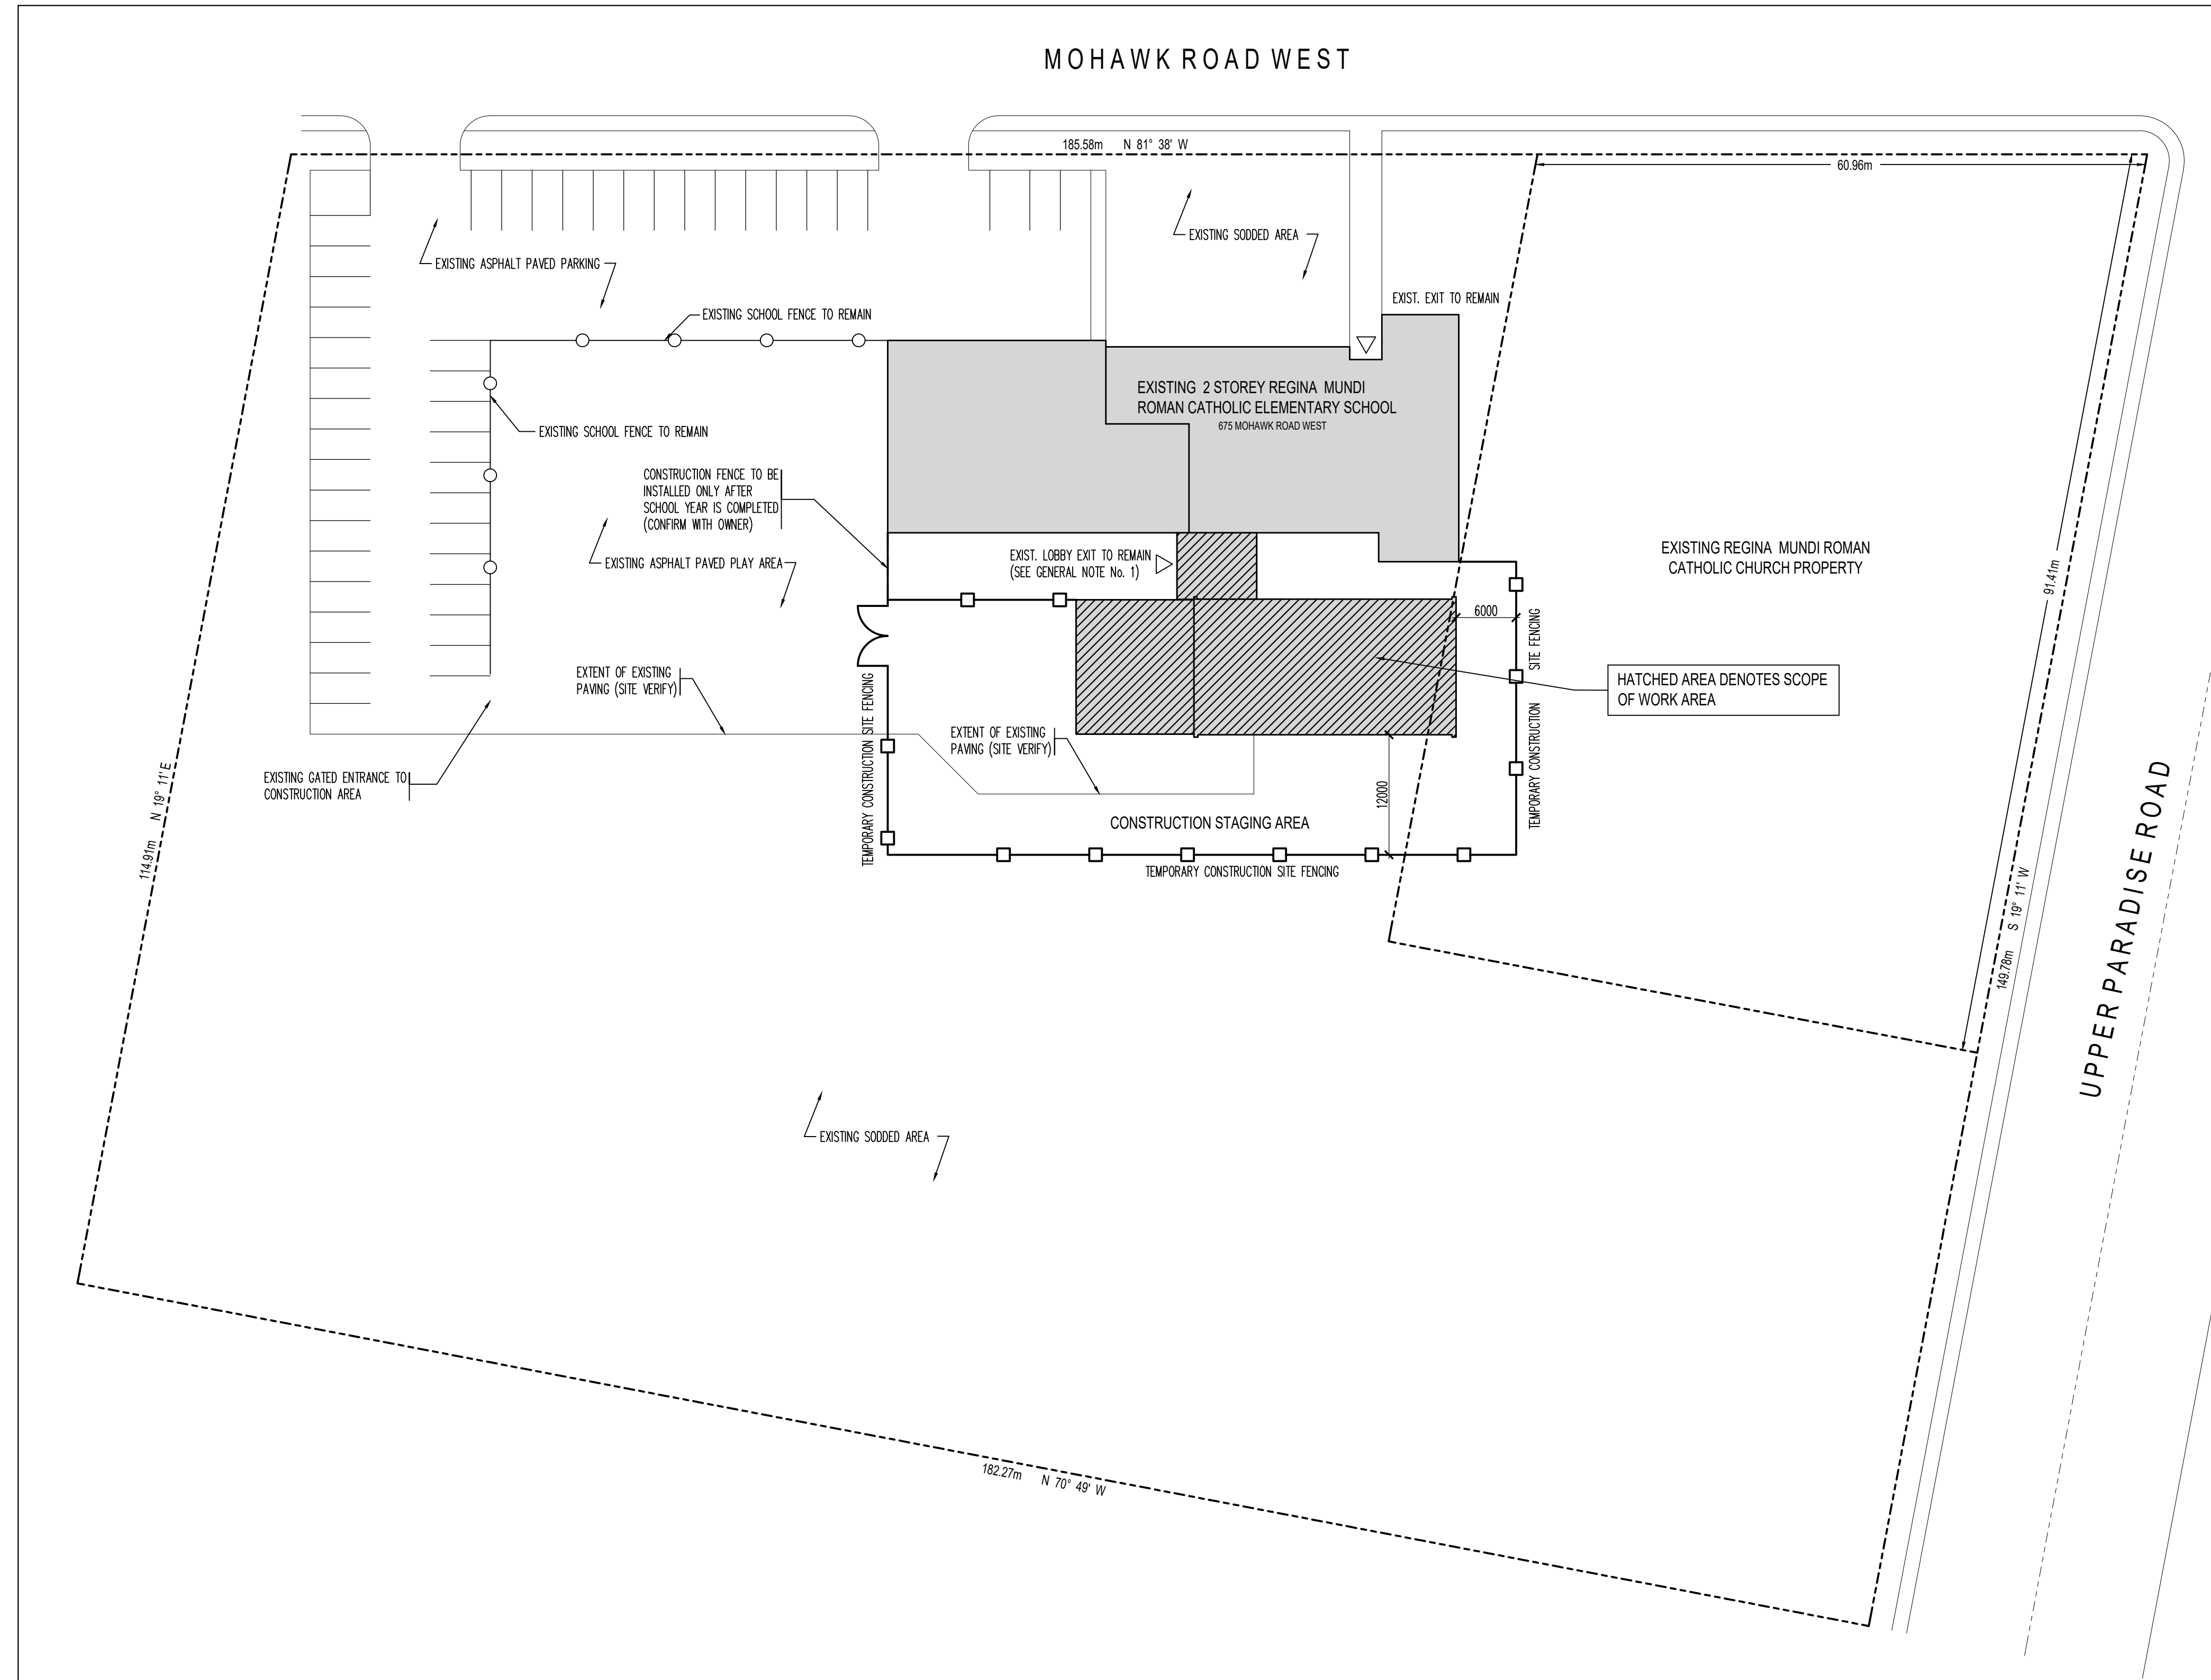 MOHAWK ROAD WEST
185.58m N 81° 38' W
60.96m
EXISTING SODDED AREA
EXISTING ASPHALT PAVED PARKING
EXIST. EXIT TO REMAIN
EXISTING SCHOOL FENCE TO REMAIN
EXISTING 2 STOREY REGINA MUNDI
ROMAN CATHOLIC ELEMENTARY SCHOOL
675 MOHAWK ROAD WEST
EXISTING SCHOOL FENCE TO REMAIN
CONSTRUCTION FENCE TO BE
INSTALLED ONLY AFTER
SCHOOL YEAR IS COMPLETED
(CONFIRM WITH OWNER)
EXISTING ASPHALT PAVED PLAY AREA
EXIST. LOBBY EXIT TO REMAIN
(SEE GENERAL NOTE No. 1)
EXISTING REGINA MUNDI ROMAN
CATHOLIC CHURCH PROPERTY
91.41m
6000
SITE FENCING
TEMPORARY CONSTRUCTION
HATCHED AREA DENOTES SCOPE
OF WORK AREA
EXTENT OF EXISTING
PAVING (SITE VERIFY)
TEMPORARY CONSTRUCTION SITE FENCING
EXTENT OF EXISTING
PAVING (SITE VERIFY)
EXISTING GATED ENTRANCE TO
CONSTRUCTION AREA
12000
CONSTRUCTION STAGING AREA
TEMPORARY CONSTRUCTION SITE FENCING
114.91m N 19° 11' E
149.78m S 19° 11' W
UPPER PARADISE ROAD
EXISTING SODDED AREA
182.27m N 70° 49' W